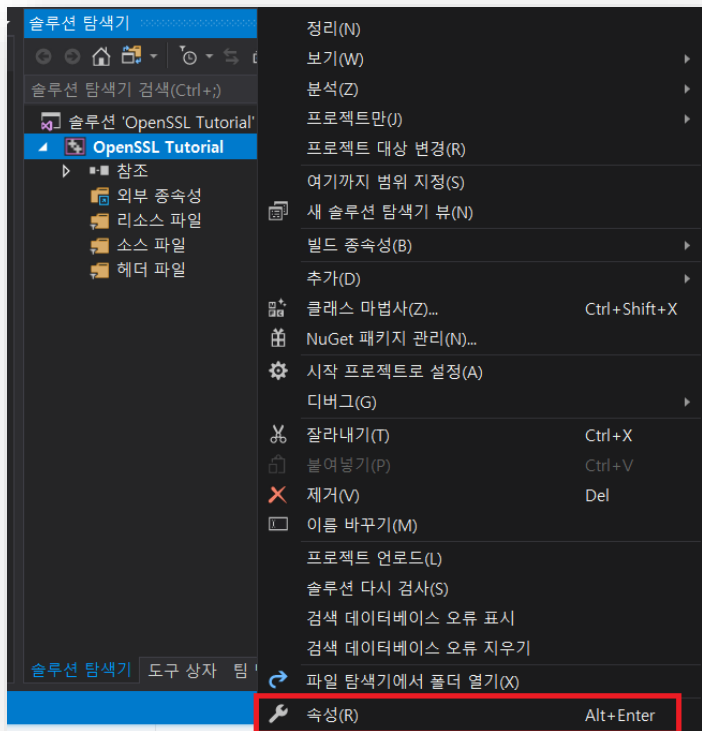 솔루션 탐색기
솔루션 탐색기 검색(Ctrl+;)
솔루션 'OpenSSL Tutorial'
OpenSSL Tutorial
참조
외부 종속성
리소스 파일
소스 파일
헤더 파일
솔루션 탐색기 도구 상자 팀
정리(N)
보기(W)
분석(Z)
프로젝트만(J)
프로젝트 대상 변경(R)
여기까지 범위 지정(S)
새 솔루션 탐색기 뷰(N)
빌드 종속성(B)
추가(D)
클래스 마법사(Z)... Ctrl+Shift+X
NuGet 패키지 관리(N)...
시작 프로젝트로 설정(A)
디버그(G)
잘라내기(T) Ctrl+X
붙여넣기(P) Ctrl+V
제거(V) Del
이름 바꾸기(M)
프로젝트 언로드(L)
솔루션 다시 검사(S)
검색 데이터베이스 오류 표시
검색 데이터베이스 오류 지우기
파일 탐색기에서 폴더 열기(X)
속성(R) Alt+Enter